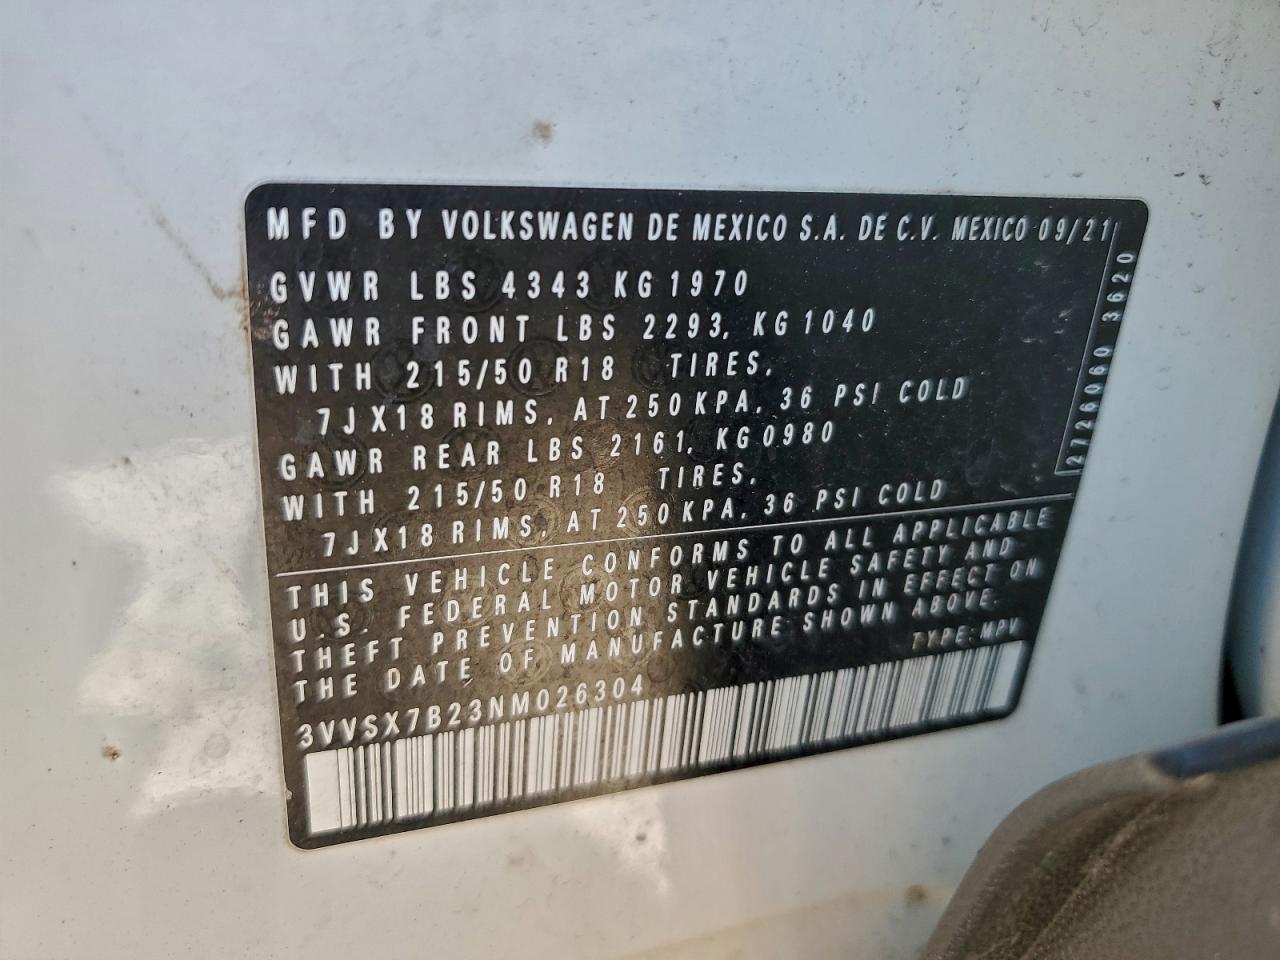 MFD BY VOLKSWAGEN DE MEXICO S.A. DE C.V. MEXICO 09/21
GVWR LBS 4343 KG 1970
GAWR FRONT LBS 2293, KG 1040
WITH 215/50 R18 TIRES,
7JX18 RIMS, AT 250 KPA, 36 PSI COLD
GAWR REAR LBS 2161, KG 0980
WITH 215/50 R18 TIRES,
7JX18 RIMS, AT 250 KPA, 36 PSI COLD
2726060 3620
THIS VEHICLE CONFORMS TO ALL APPLICABLE
U.S. FEDERAL MOTOR VEHICLE SAFETY AND
THEFT PREVENTION STANDARDS IN EFFECT ON
THE DATE OF MANUFACTURE SHOWN ABOVE.
TYPE: MPV
3VVSX7B23NM026304